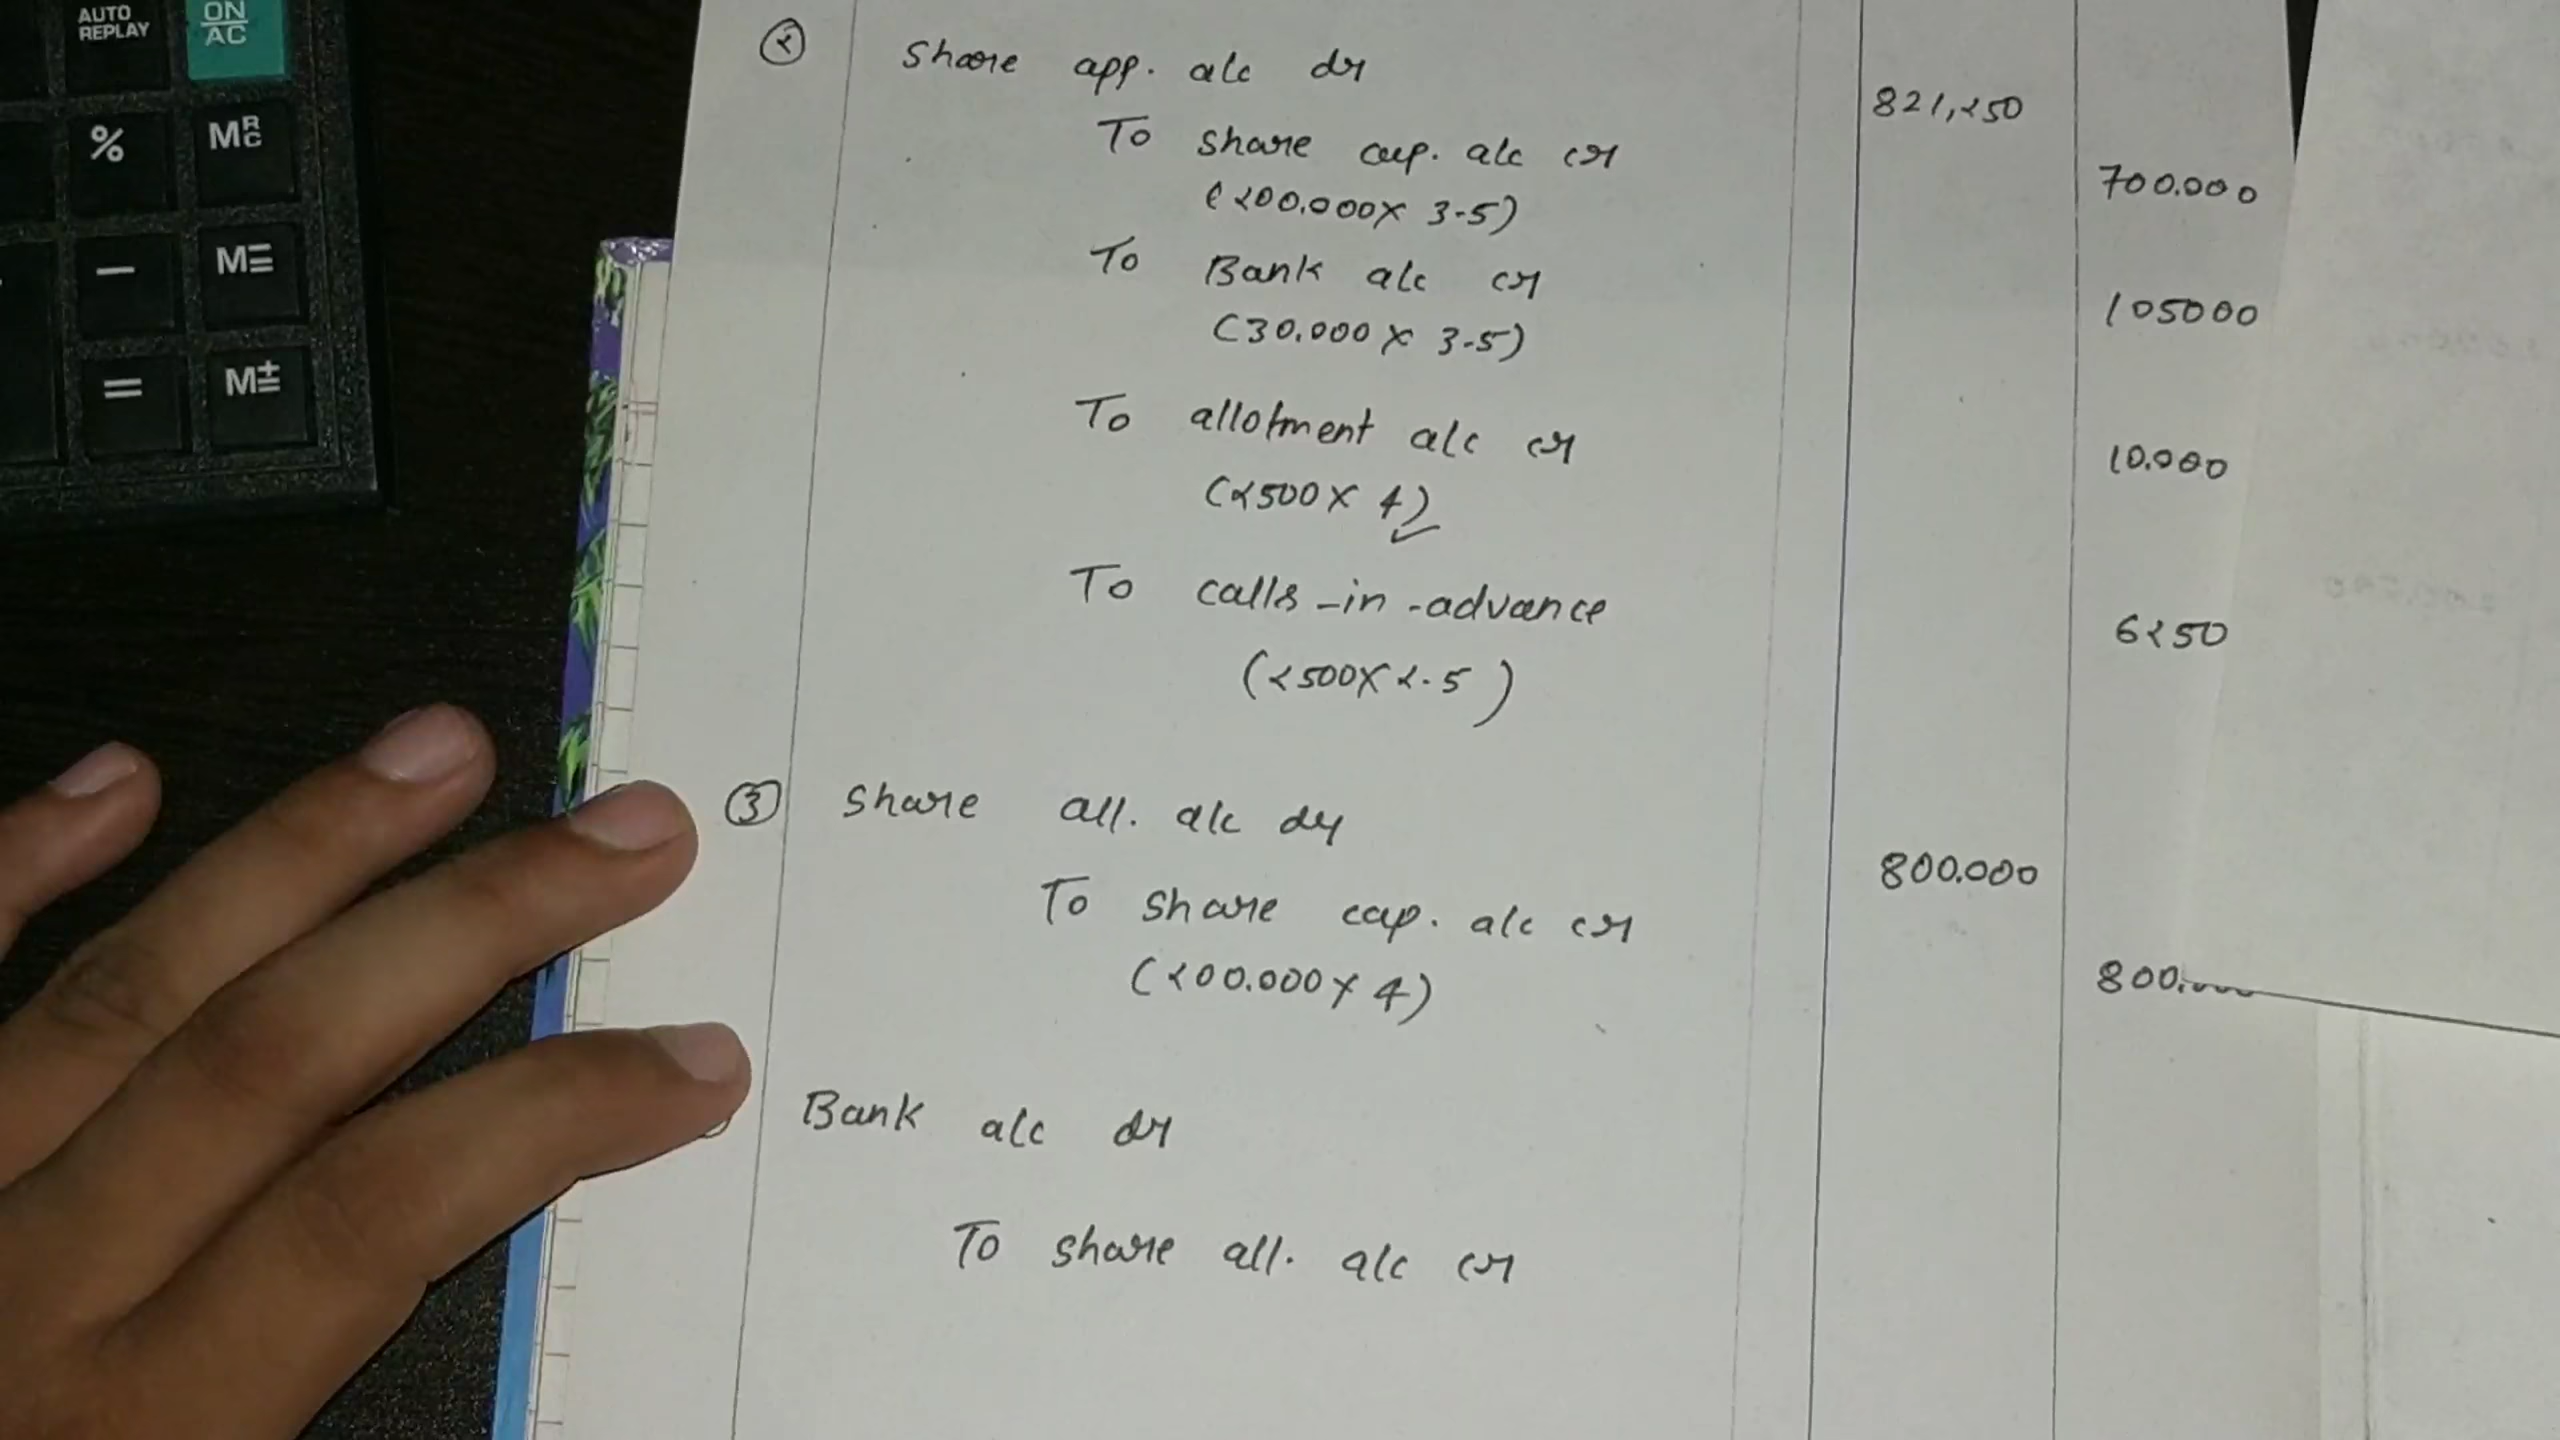 AUTO REPLAY
ON AC
% MRC
− M=
= M±
② Share app. a/c dr 821,250
To share cap. a/c cr 700.000
(200.000 X 3-5)
To Bank a/c cr 105000
(30.000 X 3-5)
To allotment a/c cr 10.000
(2500 X 4)
To calls-in-advance 6250
(2500 X 2.5)
③ Share all. a/c dr 800.000
To share cap. a/c cr
(200.000 X 4) 800.
Bank a/c dr
To share all. a/c cr